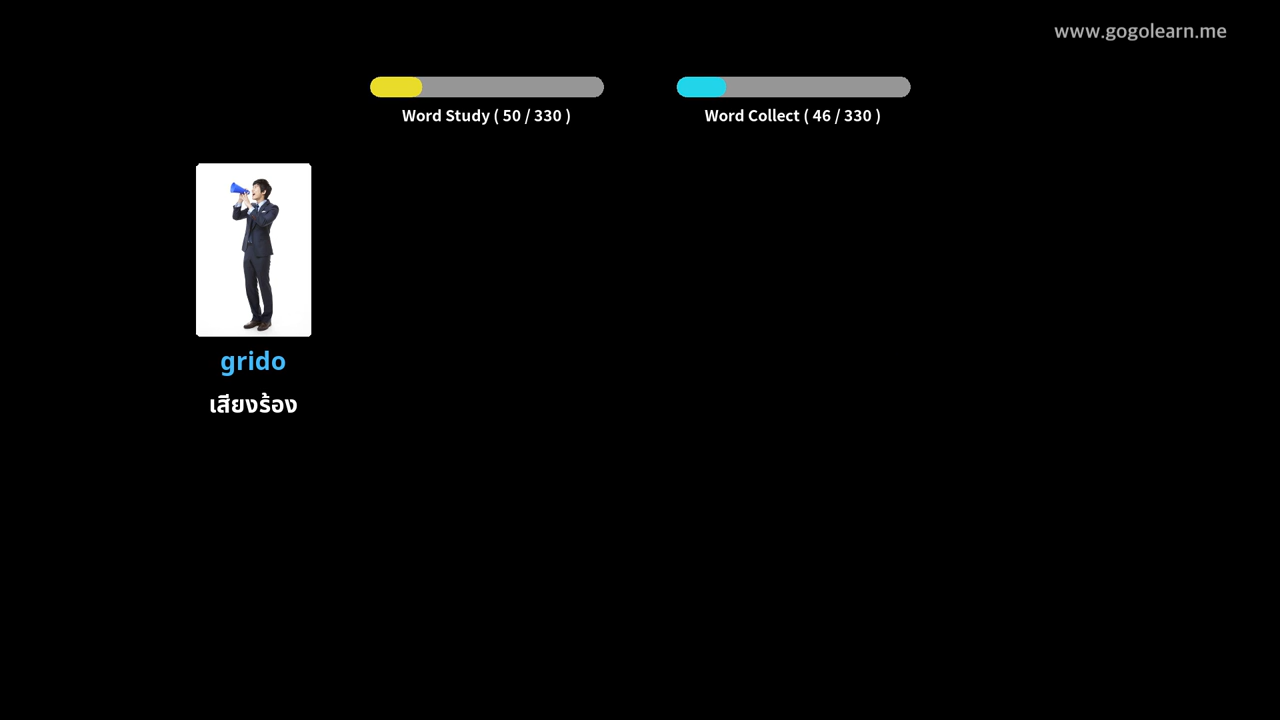 www.gogolearn.me
Word Study ( 50 / 330 )
Word Collect ( 46 / 330 )
grido
เสียงร้อง